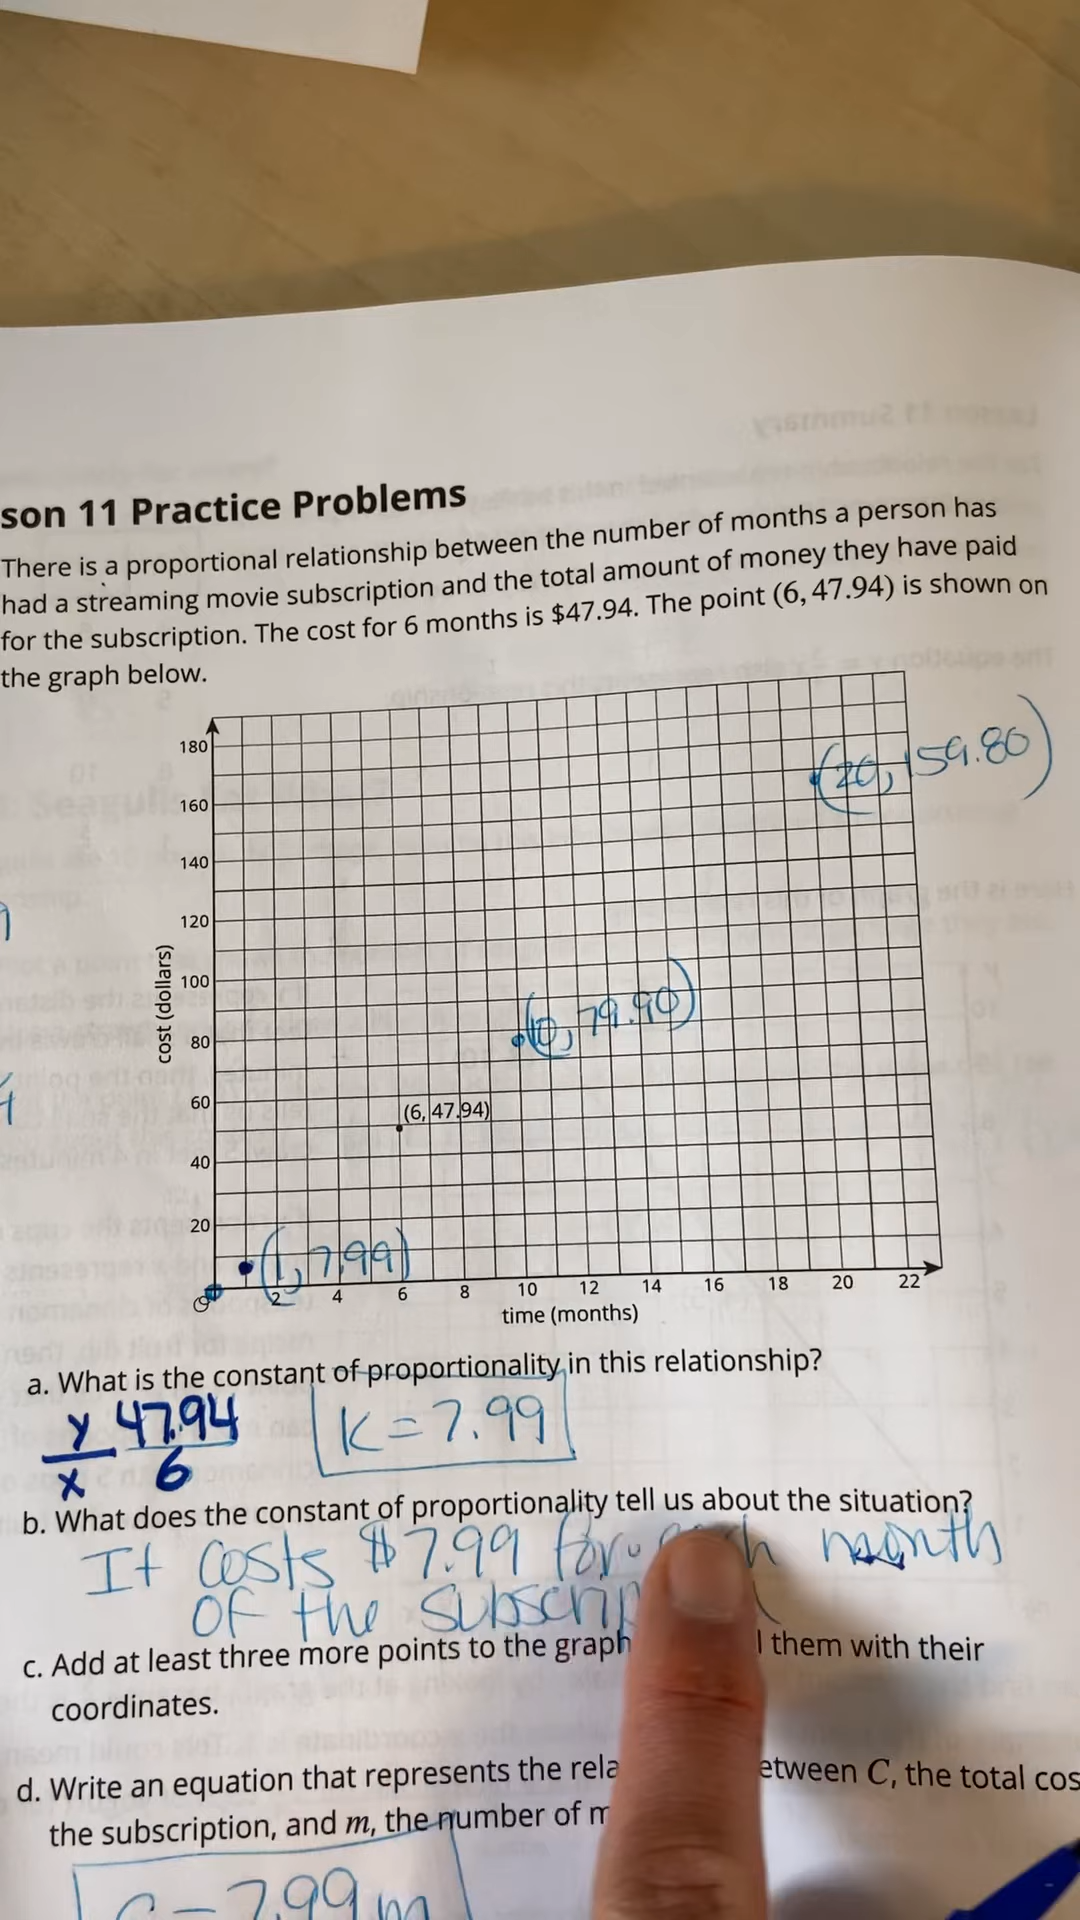 son 11 Practice Problems
There is a proportional relationship between the number of months a person has
had a streaming movie subscription and the total amount of money they have paid
for the subscription. The cost for 6 months is $47.94. The point (6, 47.94) is shown on
the graph below.
180
(20, 159.80)
160
140
120
100
cost (dollars)
80
(10, 79.90)
60
(6, 47.94)
40
20
(1, 7.99)
O
2
4
6
8
10
12
14
16
18
20
22
time (months)
a. What is the constant of proportionality in this relationship?
y 47.94
x 6
K = 7.99
b. What does the constant of proportionality tell us about the situation?
It costs $7.99 for month
of the
c. Add at least three more points to the graph them with their
coordinates.
d. Write an equation that represents the C, the total
the subscription, and m, the number of
C = 7.99m